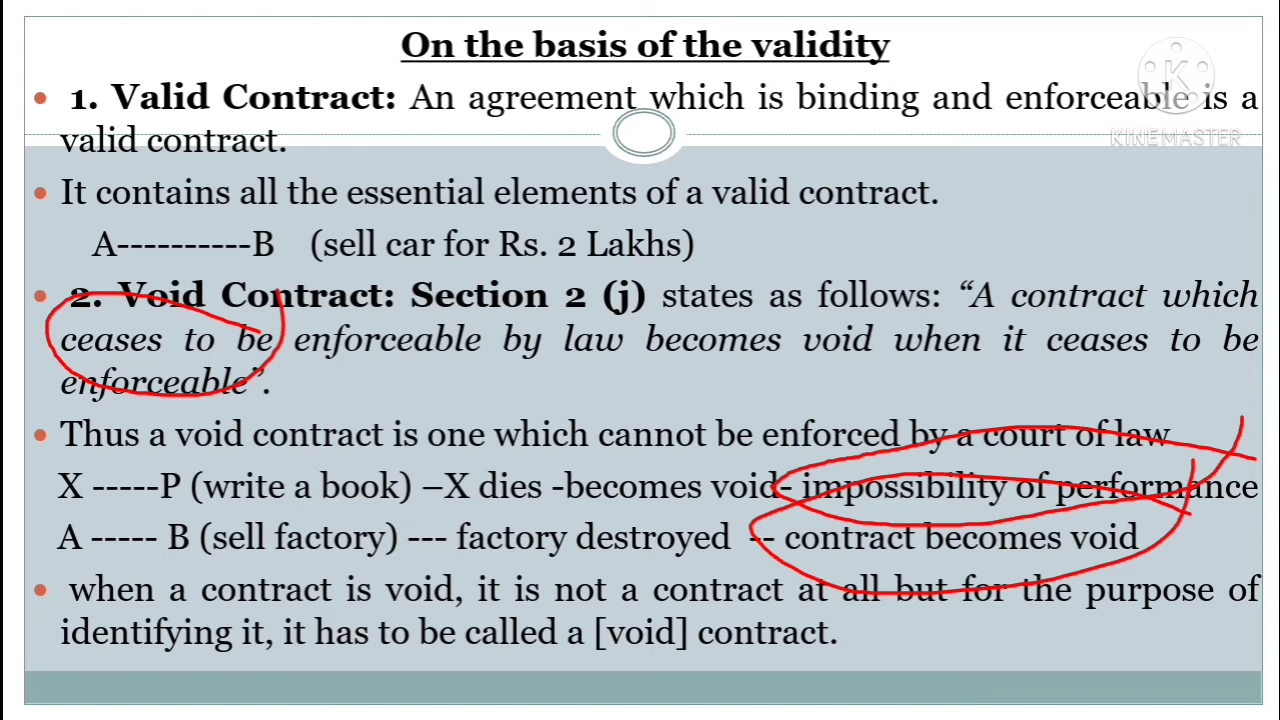 On the basis of the validity
• 1. Valid Contract: An agreement which is binding and enforceable is a
valid contract.
K
KINEMASTER
• It contains all the essential elements of a valid contract.
A----------B (sell car for Rs. 2 Lakhs)
• 2. Void Contract: Section 2 (j) states as follows: “A contract which
ceases to be enforceable by law becomes void when it ceases to be
enforceable”.
• Thus a void contract is one which cannot be enforced by a court of law
X -----P (write a book) –X dies -becomes void- impossibility of performance
A ----- B (sell factory) --- factory destroyed -- contract becomes void
• when a contract is void, it is not a contract at all but for the purpose of
identifying it, it has to be called a [void] contract.